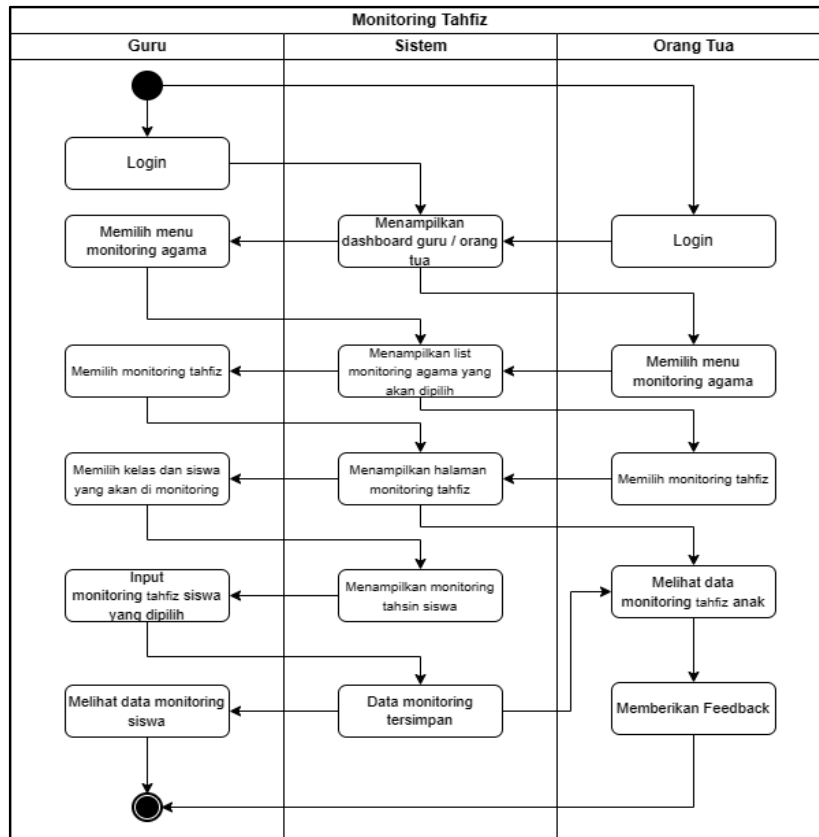 Monitoring Tahfiz
Guru
Sistem
Orang Tua
Login
Memilih menu
monitoring agama
Menampilkan
dashboard guru / orang
tua
Login
Memilih monitoring tahfiz
Menampilkan list
monitoring agama yang
akan dipilih
Memilih menu
monitoring agama
Memilih kelas dan siswa
yang akan di monitoring
Menampilkan halaman
monitoring tahfiz
Memilih monitoring tahfiz
Input
monitoring tahfiz siswa
yang dipilih
Menampilkan monitoring
tahsin siswa
Melihat data
monitoring tahfiz anak
Melihat data monitoring
siswa
Data monitoring
tersimpan
Memberikan Feedback